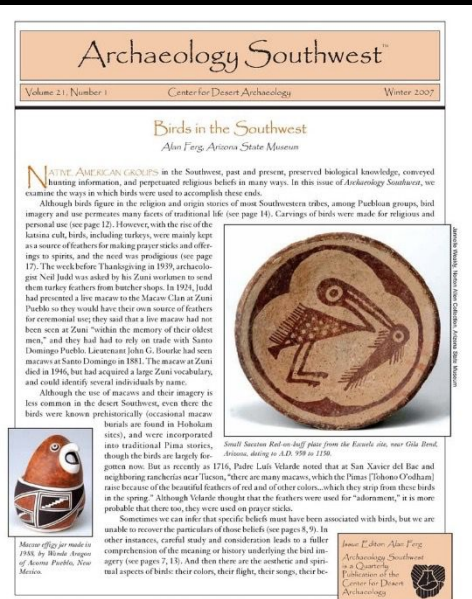 Archaeology Southwest™
Volume 21, Number 1 Center for Desert Archaeology Winter 2007
Birds in the Southwest
Alan Ferg, Arizona State Museum
NATIVE AMERICAN GROUPS in the Southwest, past and present, preserved biological knowledge, conveyed
hunting information, and perpetuated religious beliefs in many ways. In this issue of Archaeology Southwest, we
examine the ways in which birds were used to accomplish these ends.
Although birds figure in the religion and origin stories of most Southwestern tribes, among Puebloan groups, bird
imagery and use permeates many facets of traditional life (see page 14). Carvings of birds were made for religious and
personal use (see page 12). However, with the rise of the
katsina cult, birds, including turkeys, were mainly kept
as a source of feathers for making prayer sticks and offer-
ings to spirits, and the need was prodigious (see page
17). The week before Thanksgiving in 1939, archaeolo-
gist Neil Judd was asked by his Zuni workmen to send
them turkey feathers from butcher shops. In 1924, Judd
had presented a live macaw to the Macaw Clan at Zuni
Pueblo so they would have their own source of feathers
for ceremonial use; they said that a live macaw had not
been seen at Zuni “within the memory of their oldest
men,” and they had had to rely on trade with Santo
Domingo Pueblo. Lieutenant John G. Bourke had seen
macaws at Santo Domingo in 1881. The macaw at Zuni
died in 1946, but had acquired a large Zuni vocabulary,
and could identify several individuals by name.
Although the use of macaws and their imagery is
less common in the desert Southwest, even there the
birds were known prehistorically (occasional macaw
burials are found in Hohokam
sites), and were incorporated
into traditional Pima stories,
though the birds are largely for-
gotten now. But as recently as 1716, Padre Luís Velarde noted that at San Xavier del Bac and
neighboring rancherías near Tucson, “there are many macaws, which the Pimas [Tohono O’odham]
raise because of the beautiful feathers of red and of other colors...which they strip from these birds
in the spring.” Although Velarde thought that the feathers were used for “adornment,” it is more
probable that there too, they were used on prayer sticks.
Sometimes we can infer that specific beliefs must have been associated with birds, but we are
unable to recover the particulars of those beliefs (see pages 8, 9). In
other instances, careful study and consideration leads to a fuller
comprehension of the meaning or history underlying the bird im-
agery (see pages 7, 13). And then there are the aesthetic and spiri-
tual aspects of birds: their colors, their flight, their songs, their be-
Janelle Weakly, Norton Allen Collection, Arizona State Museum
Small Sacaton Red-on-buff plate from the Escuela site, near Gila Bend,
Arizona, dating to A.D. 950 to 1150.
Macaw effigy jar made in
1988, by Wanda Aragon
of Acoma Pueblo, New
Mexico.
Issue Editor: Alan Ferg
Archaeology Southwest
is a Quarterly
Publication of the
Center for Desert
Archaeology